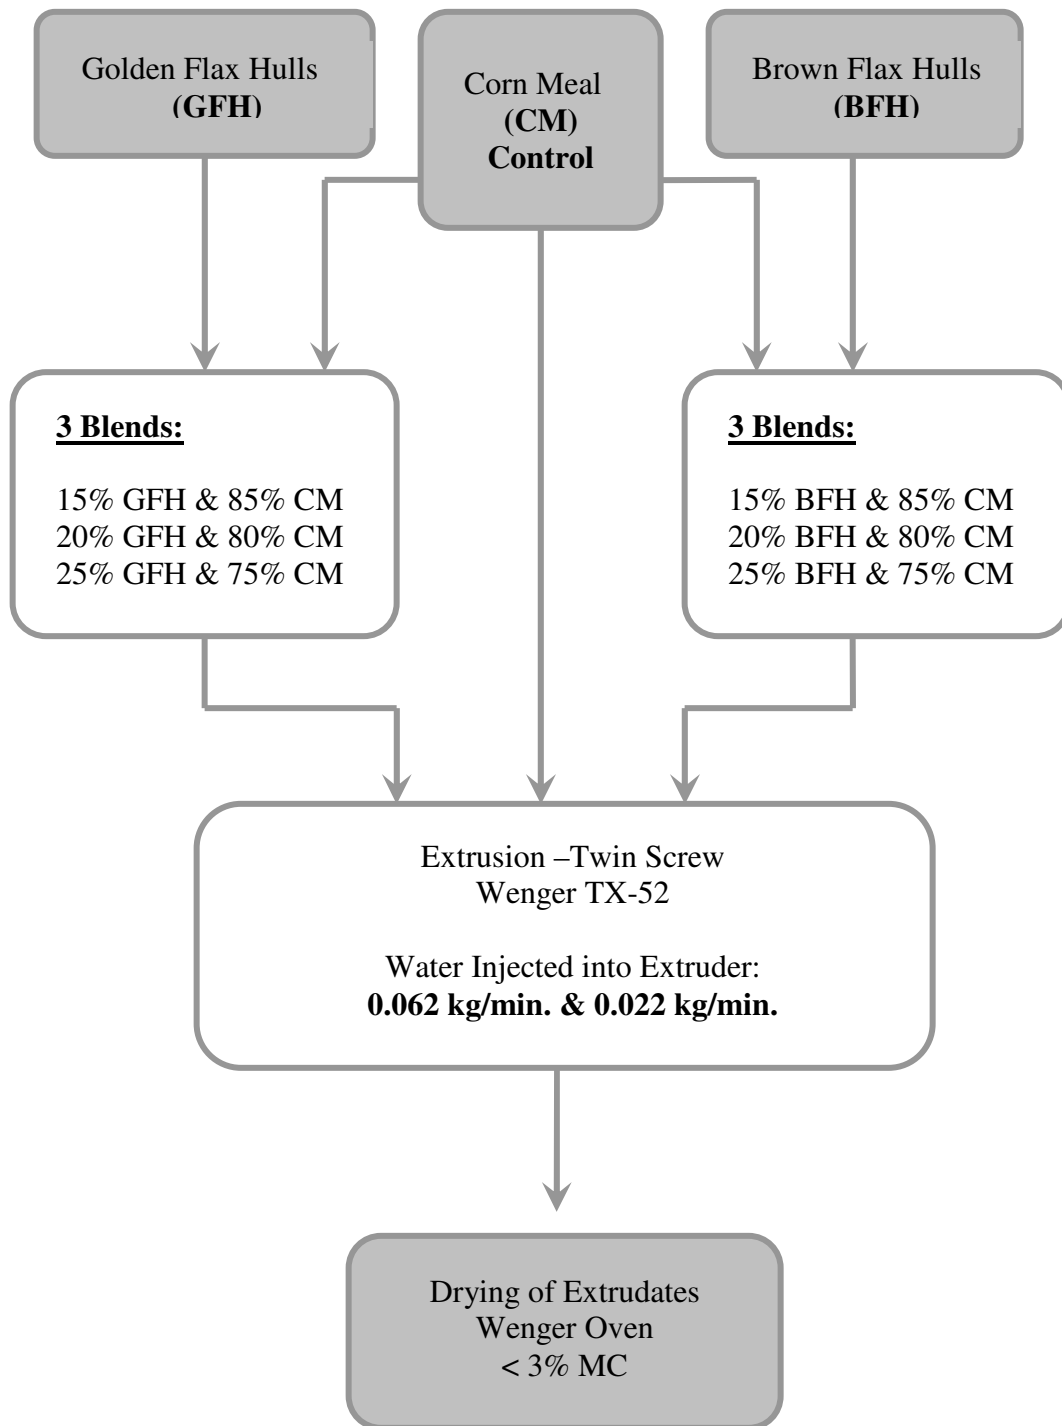 Golden Flax Hulls
(GFH)
Corn Meal
(CM)
Control
Brown Flax Hulls
(BFH)
3 Blends:
15% GFH & 85% CM
20% GFH & 80% CM
25% GFH & 75% CM
3 Blends:
15% BFH & 85% CM
20% BFH & 80% CM
25% BFH & 75% CM
Extrusion –Twin Screw
Wenger TX-52
Water Injected into Extruder:
0.062 kg/min. & 0.022 kg/min.
Drying of Extrudates
Wenger Oven
< 3% MC